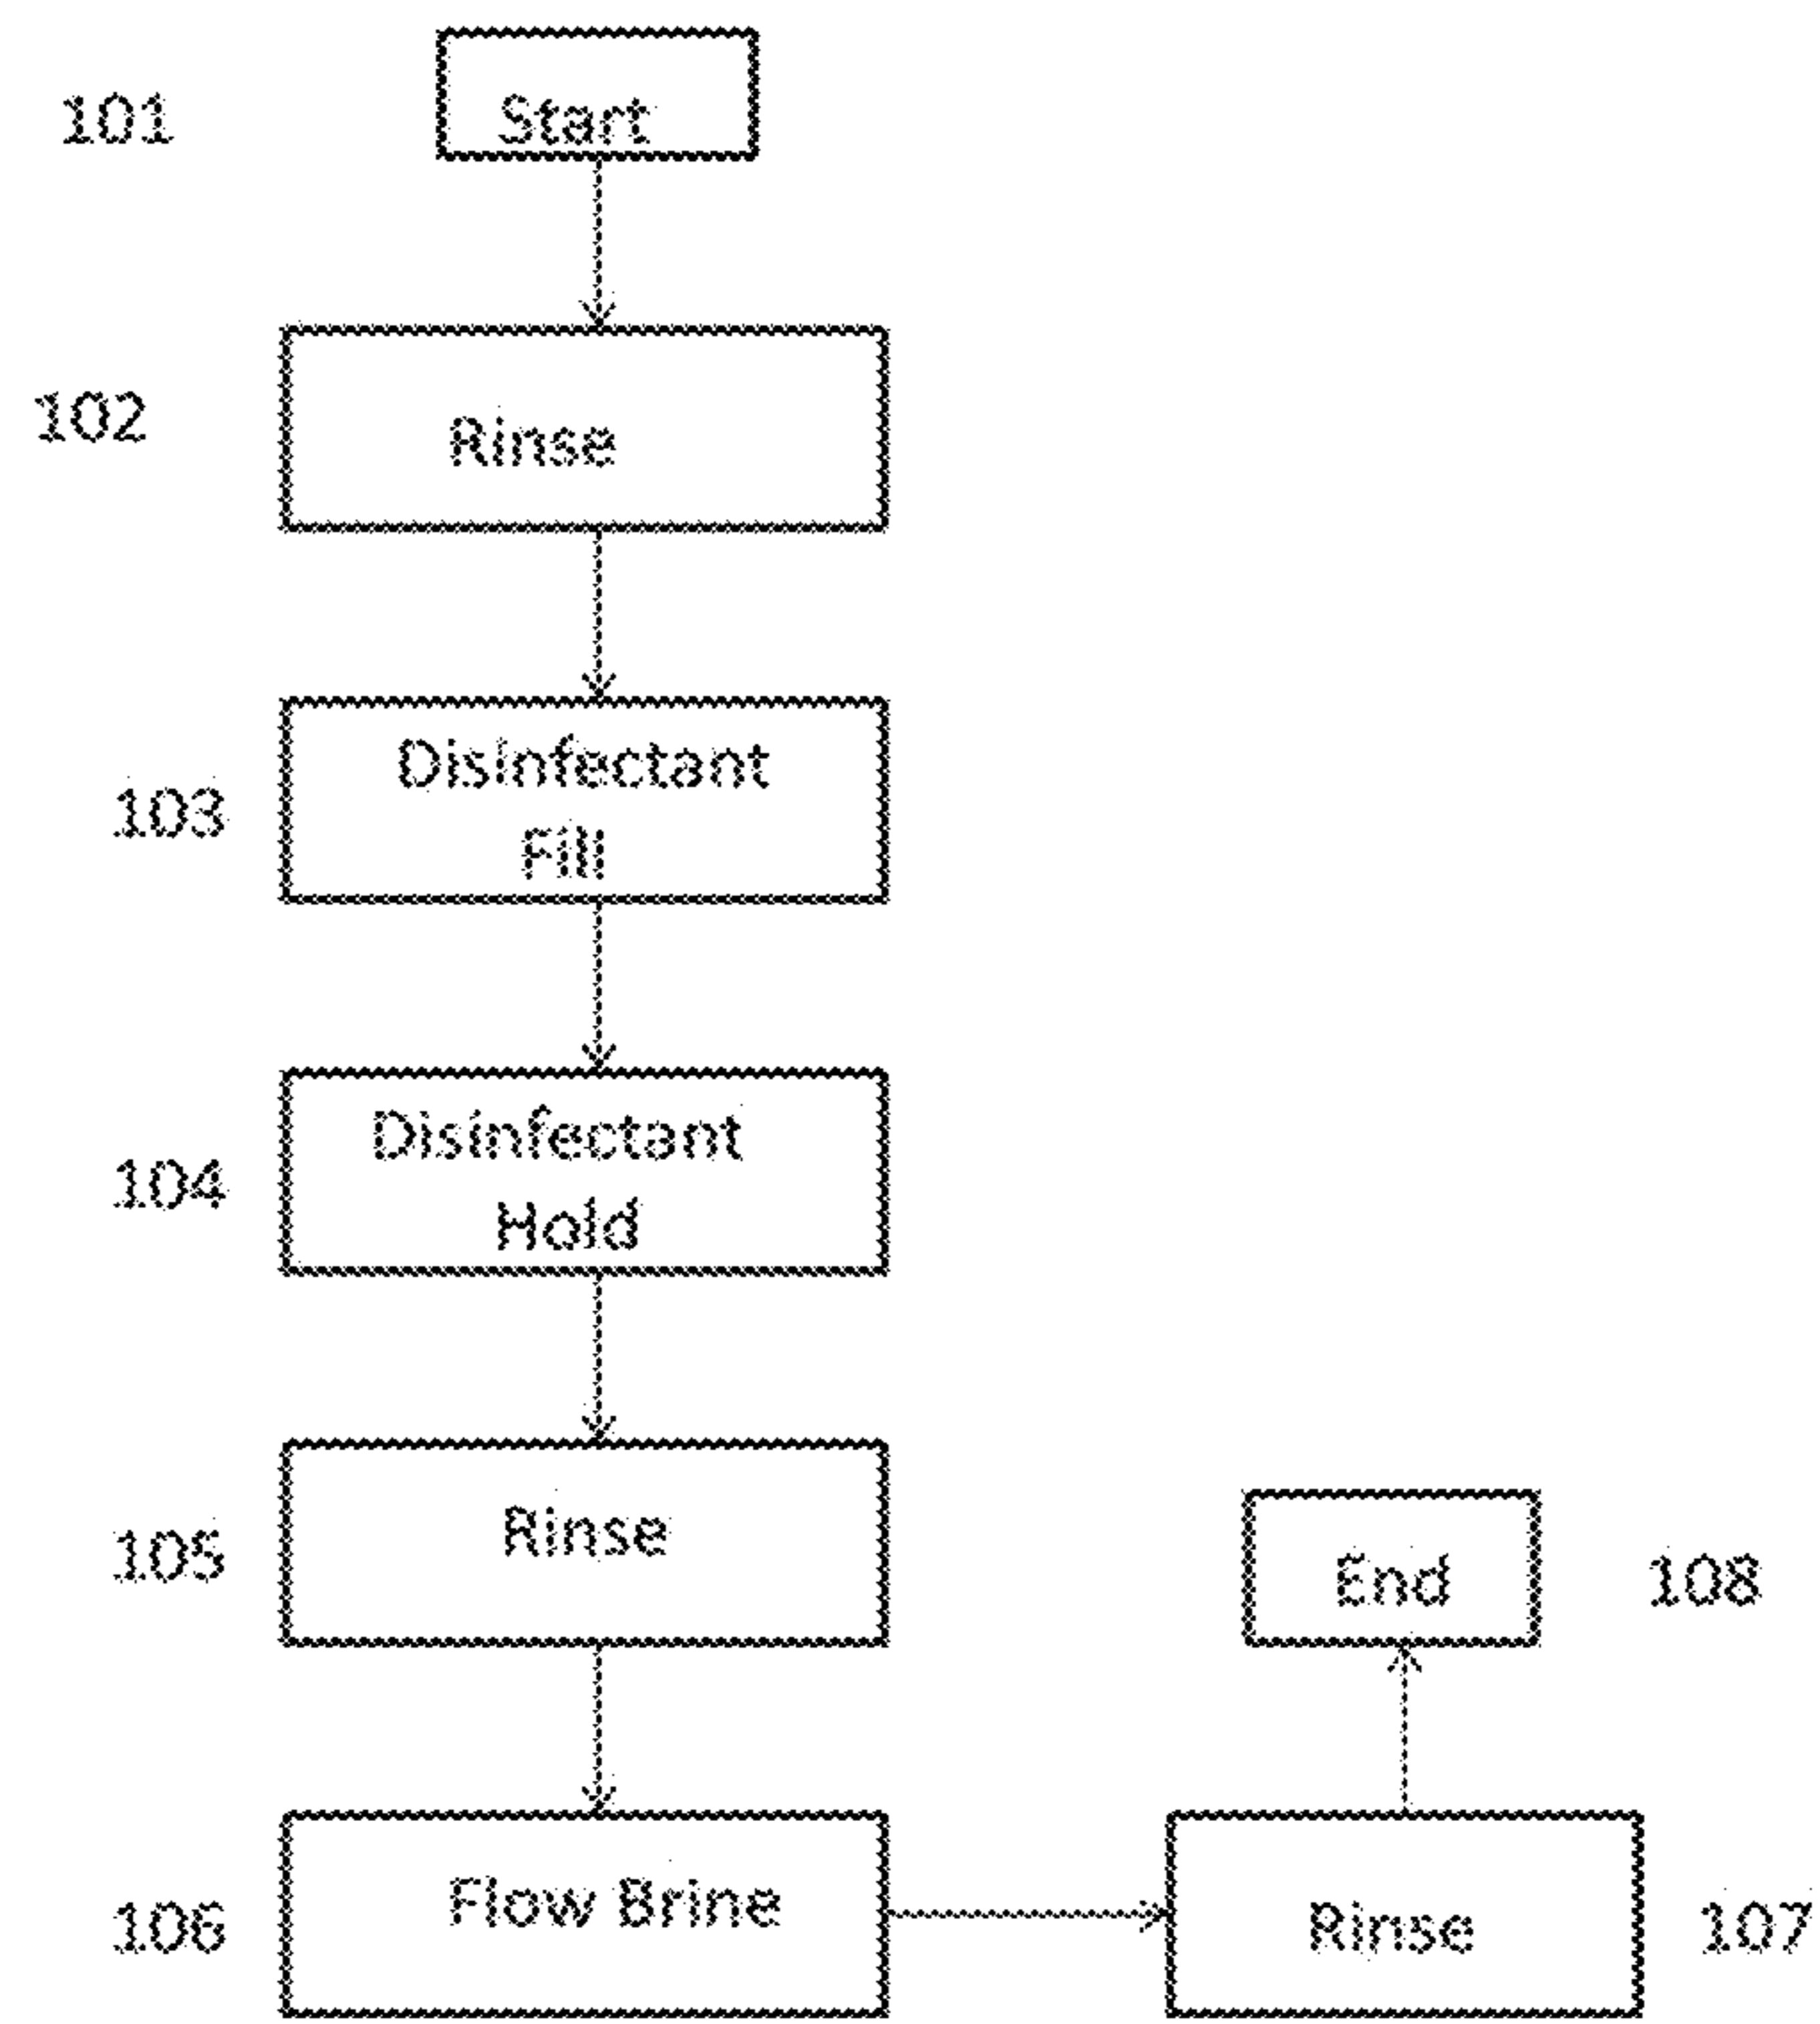 101
Start
102
Rinse
103
Disinfectant
Fill
104
Disinfectant
Hold
105
Rinse
End
108
106
Flow Brine
Rinse
107